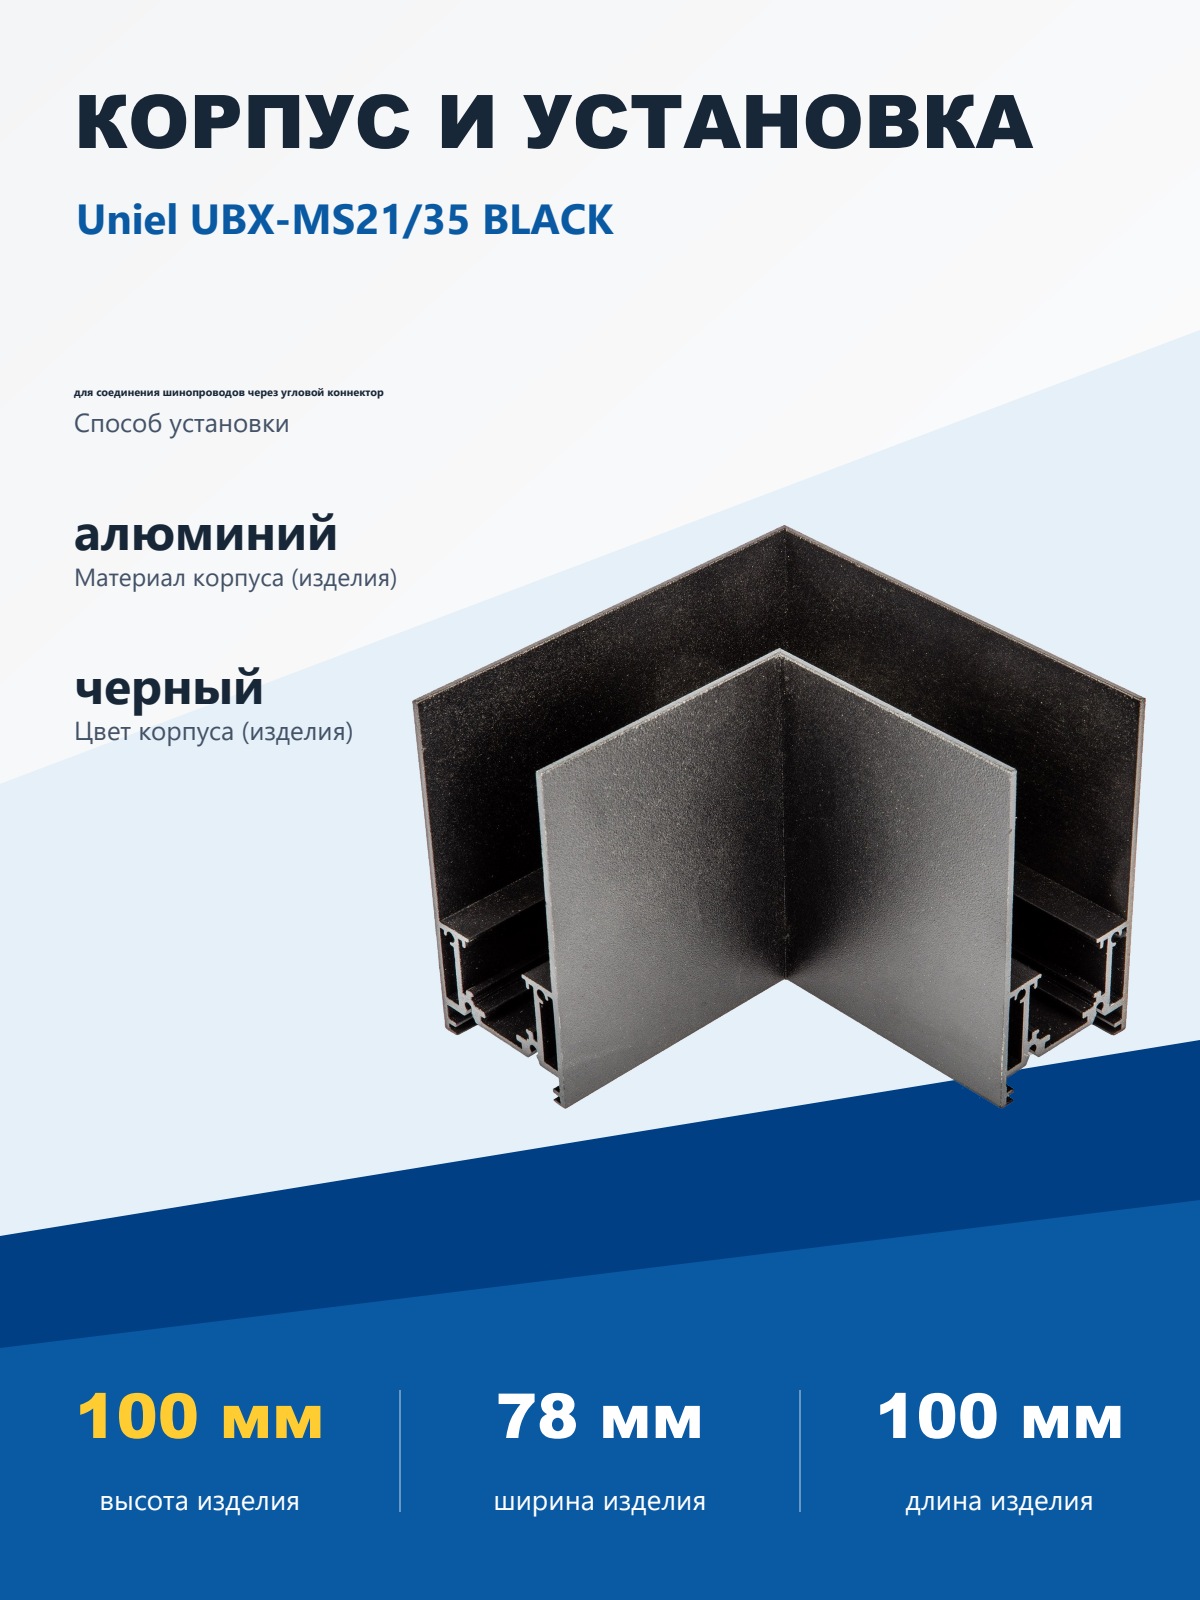 КОРПУС И УСТАНОВКА
Uniel UBX-MS21/35 BLACK
для соединения шинопроводов через угловой коннектор
Способ установки
алюминий
Материал корпуса (изделия)
черный
Цвет корпуса (изделия)
100 мм
высота изделия
78 мм
ширина изделия
100 мм
длина изделия